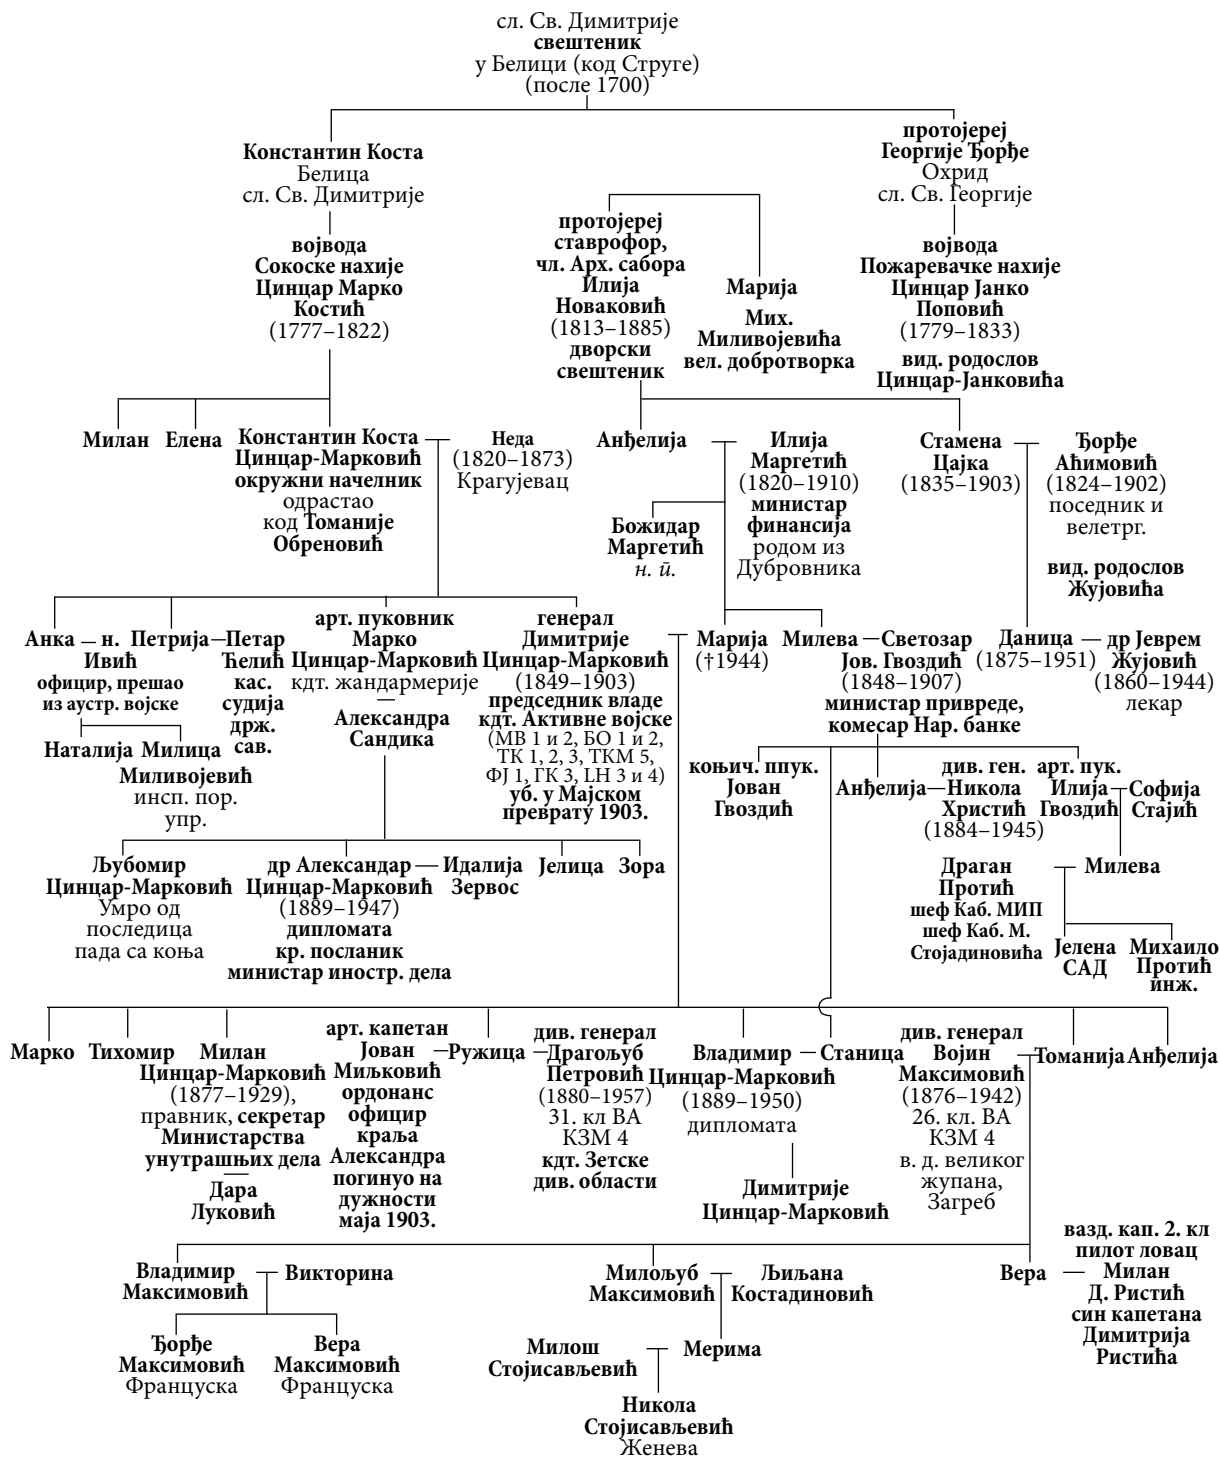 сл. Св. Димитрије
свештеник
у Белици (код Струге)
(после 1700)
Константин Коста
Белица
сл. Св. Димитрије
протојереј
Георгије Ђорђе
Охрид
сл. Св. Георгије
војвода
Сокоске нахије
Цинцар Марко
Костић
(1777–1822)
протојереј
ставрофор,
чл. Арх. сабора
Илија
Новаковић
(1813–1885)
дворски
свештеник
Марија
Мих.
Миливојевића
вел. добротворка
војвода
Пожаревачке нахије
Цинцар Јанко
Поповић
(1779–1833)
вид. родослов
Цинцар-Јанковића
Милан
Елена
Константин Коста
Цинцар-Марковић
окружни начелник
одрастао
код Томаније
Обреновић
Неда
(1820–1873)
Крагујевац
Анђелија
Илија
Маргетић
(1820–1910)
министар
финансија
родом из
Дубровника
Стамена
Цајка
(1835–1903)
Ђорђе
Аћимовић
(1824–1902)
поседник и
велетрг.
вид. родослов
Жујовића
Божидар
Маргетић
н. п.
Анка – н.
Ивић
официр, прешао
из аустр. војске
Петрија – Петар
Ћелић
кас.
судија
држ.
сав.
арт. пуковник
Марко
Цинцар-Марковић
кдт. жандармерије
–
Александра
Сандика
генерал
Димитрије
Цинцар-Марковић
(1849–1903)
председник владе
кдт. Активне војске
(МВ 1 и 2, БО 1 и 2,
ТК 1, 2, 3, ТКМ 5,
ФЈ 1, ГК 3, LH 3 и 4)
уб. у Мајском
преврату 1903.
Марија
(†1944)
Милева – Светозар
Јов. Гвоздић
(1848–1907)
министар привреде,
комесар Нар. банке
Даница
(1875–1951)
др Јеврем
Жујовић
(1860–1944)
лекар
Наталија
Милица
Миливојевић
инсп. пор.
упр.
коњич. ппук.
Јован
Гвоздић
Анђелија –
див. ген.
Никола
Христић
(1884–1945)
арт. пук.
Илија
Гвоздић
Софија
Стајић
Љубомир
Цинцар-Марковић
Умро од
последица
пада са коња
др Александар
Цинцар-Марковић
(1889–1947)
дипломата
кр. посланик
министар иностр. дела
Идалија
Зервос
Јелица
Зора
Драган
Протић
шеф Каб. МИП
шеф Каб. М.
Стојадиновића
Милева
Јелена
САД
Михаило
Протић
инж.
Марко
Тихомир
Милан
Цинцар-Марковић
(1877–1929),
правник, секретар
Министарства
унутрашњих дела
Дара
Луковић
арт. капетан
Јован
Миљковић
ордонанс
официр
краља
Александра
погинуо на
дужности
маја 1903.
Ружица
див. генерал
Драгољуб
Петровић
(1880–1957)
31. кл ВА
КЗМ 4
кдт. Зетске
див. области
Владимир
Цинцар-Марковић
(1889–1950)
дипломата
Станица
див. генерал
Војин
Максимовић
(1876–1942)
26. кл. ВА
КЗМ 4
в. д. великог
жупана,
Загреб
Томанија
Анђелија
Димитрије
Цинцар-Марковић
Владимир
Максимовић
Викторина
Милољуб
Максимовић
Љиљана
Костадиновић
Вера
вазд. кап. 2. кл
пилот ловац
Милан
Д. Ристић
син капетана
Димитрија
Ристића
Ђорђе
Максимовић
Француска
Вера
Максимовић
Француска
Милош
Стојисављевић
Мерима
Никола
Стојисављевић
Женева